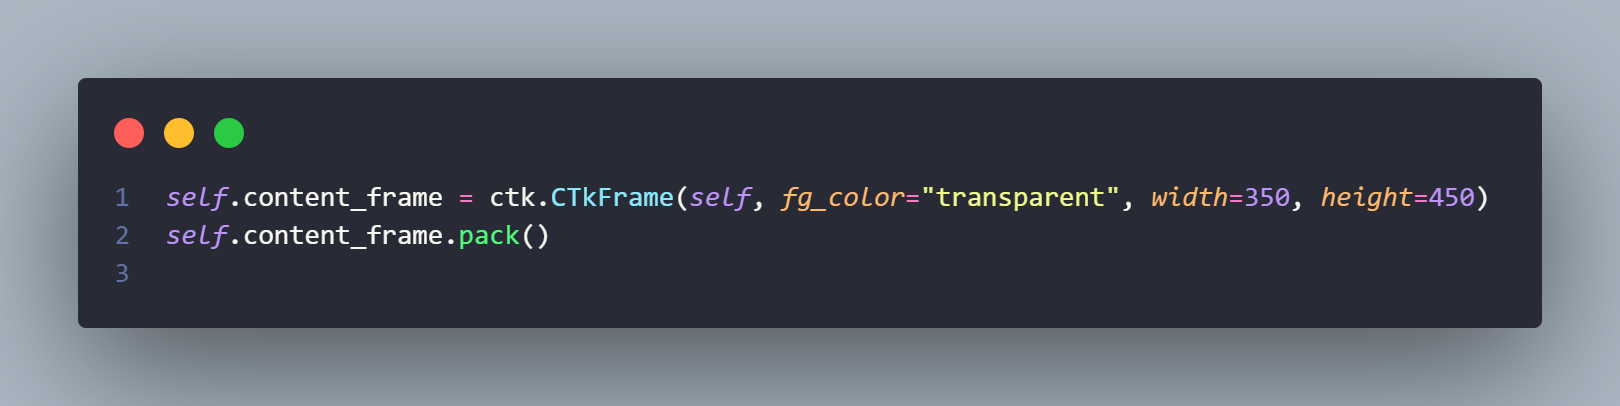 1 self.content_frame = ctk.CTkFrame(self, fg_color="transparent", width=350, height=450)
2 self.content_frame.pack()
3